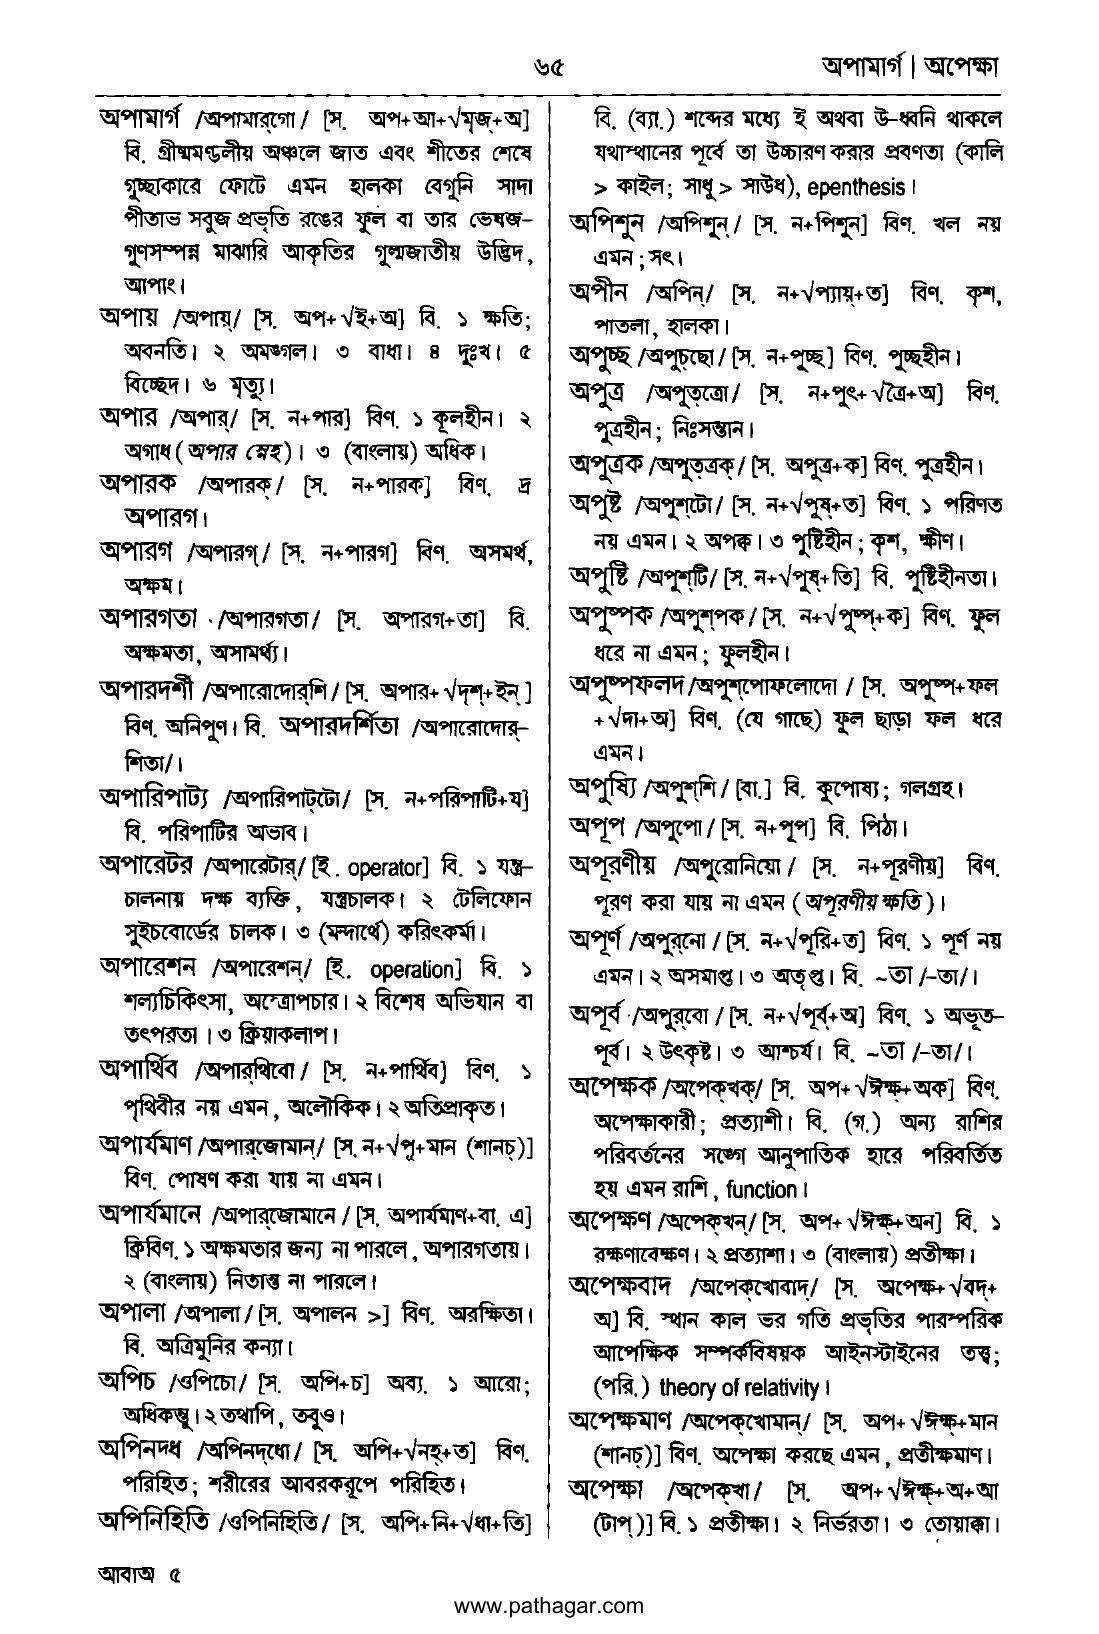 ৬৫
অপামার্গ | অপেক্ষা
অপামার্গ /অপামার্‌গো/ [স. অপ+আ+√মৃজ্‌+অ]
বি. গ্রীষ্মমণ্ডলীয় অঞ্চলে জাত এবং শীতের শেষে
গুচ্ছাকারে ফোটে এমন হালকা বেগুনি সাদা
পীতাভ সবুজ প্রভৃতি রঙের ফুল বা তার ভেষজ–
গুণসম্পন্ন মাঝারি আকৃতির গুল্মজাতীয় উদ্ভিদ,
আপাং।
অপায় /অপায়্‌/ [স. অপ+√ই+অ] বি. ১ ক্ষতি;
অবনতি। ২ অমঙ্গল। ৩ বাধা। ৪ দুঃখ। ৫
বিচ্ছেদ। ৬ মৃত্যু।
অপার /অপার্‌/ [স. ন+পার] বিণ. ১ কূলহীন। ২
অগাধ (অপার স্নেহ)। ৩ (বাংলায়) অধিক।
অপারক /অপারক্‌/ [স. ন+পারক] বিণ. দ্র
অপারগ।
অপারগ /অপারগ্‌/ [স. ন+পারগ] বিণ. অসমর্থ,
অক্ষম।
অপারগতা /অপারগতা/ [স. অপারগ+তা] বি.
অক্ষমতা, অসামর্থ্য।
অপারদর্শী /অপারোদোর্‌শি/ [স. অপার+√দৃশ্‌+ইন্‌]
বিণ. অনিপুণ। বি. অপারদর্শিতা /অপারোদোর্‌–
শিতা/।
অপারিপাট্য /অপারিপাট্‌টো/ [স. ন+পরিপাটি+য]
বি. পরিপাটির অভাব।
অপারেটর /অপারেটার্‌/ [ই. operator] বি. ১ যন্ত্র–
চালনায় দক্ষ ব্যক্তি, যন্ত্রচালক। ২ টেলিফোন
সুইচবোর্ডের চালক। ৩ (মন্দার্থে) করিৎকর্মা।
অপারেশন /অপারেশন্‌/ [ই. operation] বি. ১
শল্যচিকিৎসা, অস্ত্রোপচার। ২ বিশেষ অভিযান বা
তৎপরতা। ৩ ক্রিয়াকলাপ।
অপার্থিব /অপার্‌থিবো/ [স. ন+পার্থিব] বিণ. ১
পৃথিবীর নয় এমন, অলৌকিক। ২ অতিপ্রাকৃত।
অপার্যমাণ /অপার্‌জোমান্‌/ [স. ন+√পৃ+মান (শানচ্‌)]
বিণ. পোষণ করা যায় না এমন।
অপার্যমানে /অপার্‌জোমানে/ [স. অপার্যমাণ+বা. এ]
ক্রিবিণ. ১ অক্ষমতার জন্য না পারলে, অপারগতায়।
২ (বাংলায়) নিতান্ত না পারলে।
অপালা /অপালা/ [স. অপালন >] বিণ. অরক্ষিতা।
বি. অত্রিমুনির কন্যা।
অপিচ /ওপিচো/ [স. অপি+চ] অব্য. ১ আরো;
অধিকন্তু। ২ তথাপি, তবুও।
অপিনদ্ধ /অপিনদ্‌ধো/ [স. অপি+√নহ্‌+ত] বিণ.
পরিহিত; শরীরের আবরকরূপে পরিহিত।
অপিনিহিতি /ওপিনিহিতি/ [স. অপি+নি+√ধা+তি]
বি. (ব্যা.) শব্দের মধ্যে ই অথবা উ–ধ্বনি থাকলে
যথাস্থানের পূর্বে তা উচ্চারণ করার প্রবণতা (কালি
> কাইল; সাধু > সাউধ), epenthesis।
অপিশুন /অপিশুন্‌/ [স. ন+পিশুন] বিণ. খল নয়
এমন; সৎ।
অপীন /অপিন্‌/ [স. ন+√প্যায়্‌+ত] বিণ. কৃশ,
পাতলা, হালকা।
অপুচ্ছ /অপুচ্‌ছো/ [স. ন+পুচ্ছ] বিণ. পুচ্ছহীন।
অপুত্র /অপুত্‌ত্রো/ [স. ন+পুৎ+√ত্রৈ+অ] বিণ.
পুত্রহীন; নিঃসন্তান।
অপুত্রক /অপুত্‌ত্রক্‌/ [স. অপুত্র+ক] বিণ. পুত্রহীন।
অপুষ্ট /অপুশ্‌টো/ [স. ন+√পুষ্‌+ত] বিণ. ১ পরিণত
নয় এমন। ২ অপক্ব। ৩ পুষ্টিহীন; কৃশ, ক্ষীণ।
অপুষ্টি /অপুশ্‌টি/ [স. ন+√পুষ্‌+তি] বি. পুষ্টিহীনতা।
অপুষ্পক /অপুশ্‌পক/ [স. ন+√পুষ্প্‌+ক] বিণ. ফুল
ধরে না এমন; ফুলহীন।
অপুষ্পফলদ /অপুশ্‌পোফলোদো/ [স. অপুষ্প+ফল
+√দা+অ] বিণ. (যে গাছে) ফুল ছাড়া ফল ধরে
এমন।
অপুষ্যি /অপুশ্‌শি/ [বা.] বি. কুপোষ্য; গলগ্রহ।
অপূপ /অপুপো/ [স. ন+পূপ] বি. পিঠা।
অপূরণীয় /অপুরোনিয়ো/ [স. ন+পূরণীয়] বিণ.
পূরণ করা যায় না এমন (অপূরণীয় ক্ষতি)।
অপূর্ণ /অপুর্‌নো/ [স. ন+√পূরি+ত] বিণ. ১ পূর্ণ নয়
এমন। ২ অসমাপ্ত। ৩ অতৃপ্ত। বি. ~তা /–তা/।
অপূর্ব /অপুর্‌বো/ [স. ন+√পূর্ব্‌+অ] বিণ. ১ অভূত–
পূর্ব। ২ উৎকৃষ্ট। ৩ আশ্চর্য। বি. ~তা /–তা/।
অপেক্ষক /অপেক্‌খক্‌/ [স. অপ+√ঈক্ষ্‌+অক] বিণ.
অপেক্ষাকারী; প্রত্যাশী। বি. (গ.) অন্য রাশির
পরিবর্তনের সঙ্গে আনুপাতিক হারে পরিবর্তিত
হয় এমন রাশি, function।
অপেক্ষণ /অপেক্‌খন্‌/ [স. অপ+√ঈক্ষ্‌+অন] বি. ১
রক্ষণাবেক্ষণ। ২ প্রত্যাশা। ৩ (বাংলায়) প্রতীক্ষা।
অপেক্ষবাদ /অপেক্‌খোবাদ্‌/ [স. অপেক্ষ+√বদ্‌+
অ] বি. স্থান কাল ভর গতি প্রভৃতির পারস্পরিক
আপেক্ষিক সম্পর্কবিষয়ক আইনস্টাইনের তত্ত্ব;
(পরি.) theory of relativity।
অপেক্ষমাণ /অপেক্‌খোমান্‌/ [স. অপ+√ঈক্ষ্‌+মান
(শানচ্‌)] বিণ. অপেক্ষা করছে এমন, প্রতীক্ষমাণ।
অপেক্ষা /অপেক্‌খা/ [স. অপ+√ঈক্ষ্‌+অ+আ
(টাপ্‌)] বি. ১ প্রতীক্ষা। ২ নির্ভরতা। ৩ তোয়াক্কা।
আবাঅ ৫
www.pathagar.com